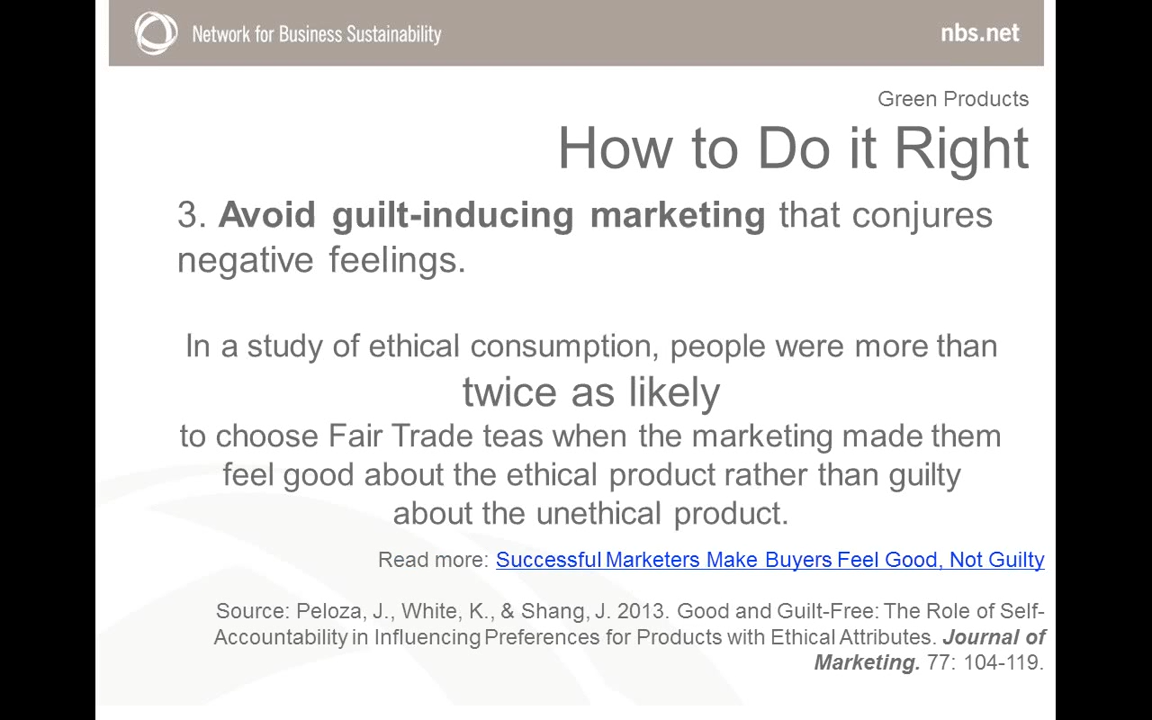 Network for Business Sustainability
nbs.net
Green Products
How to Do it Right
3. Avoid guilt-inducing marketing that conjures
negative feelings.
In a study of ethical consumption, people were more than
twice as likely
to choose Fair Trade teas when the marketing made them
feel good about the ethical product rather than guilty
about the unethical product.
Read more: Successful Marketers Make Buyers Feel Good, Not Guilty
Source: Peloza, J., White, K., & Shang, J. 2013. Good and Guilt-Free: The Role of Self-
Accountability in Influencing Preferences for Products with Ethical Attributes. Journal of
Marketing. 77: 104-119.